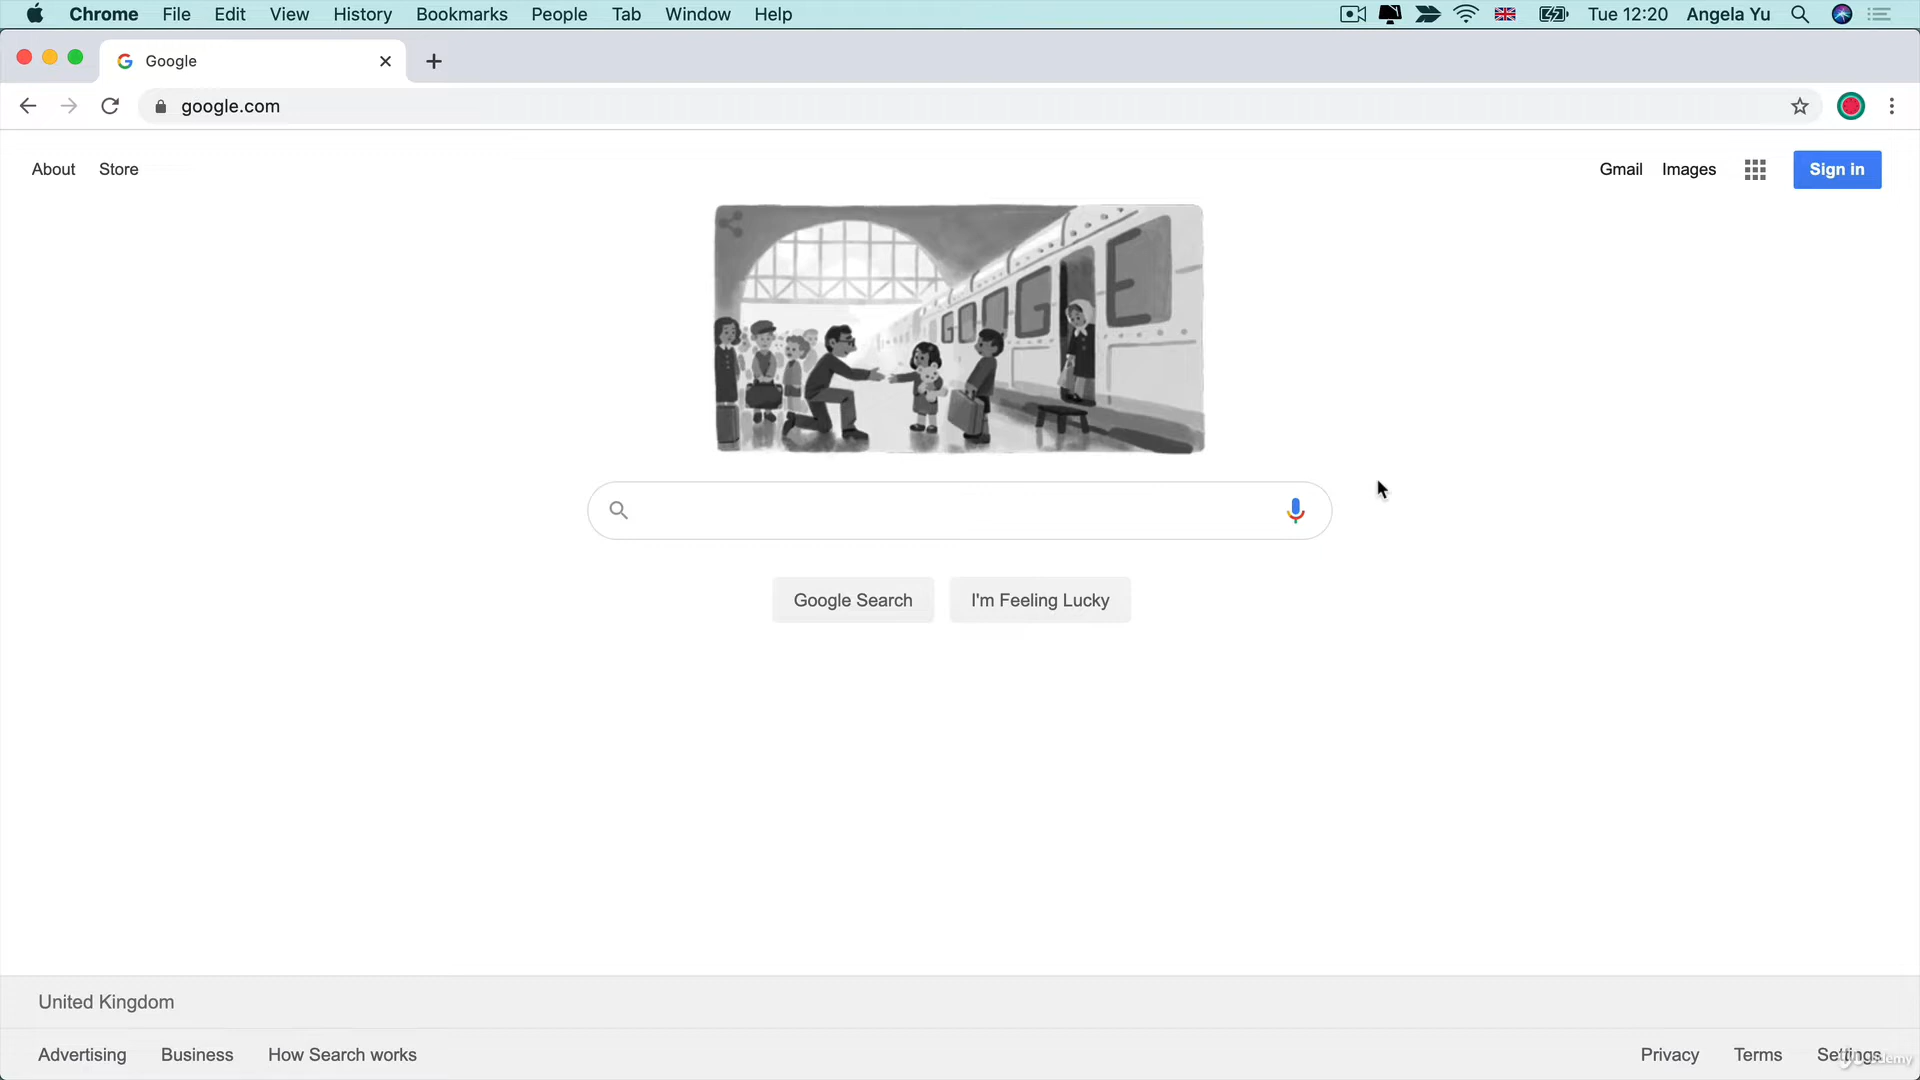 Chrome File Edit View History Bookmarks People Tab Window Help Tue 12:20 Angela Yu
Google
google.com
About Store Gmail Images Sign in
G G E
Google Search I'm Feeling Lucky
United Kingdom
Advertising Business How Search works Privacy Terms Settings
udemy